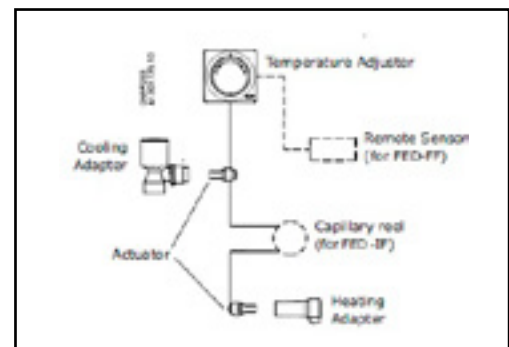 Temperature Adjustor
Cooling
Adaptor
Remote Sensor
(for FED-FF)
Capillary reel
(for FED -IF)
Actuator
Heating
Adapter